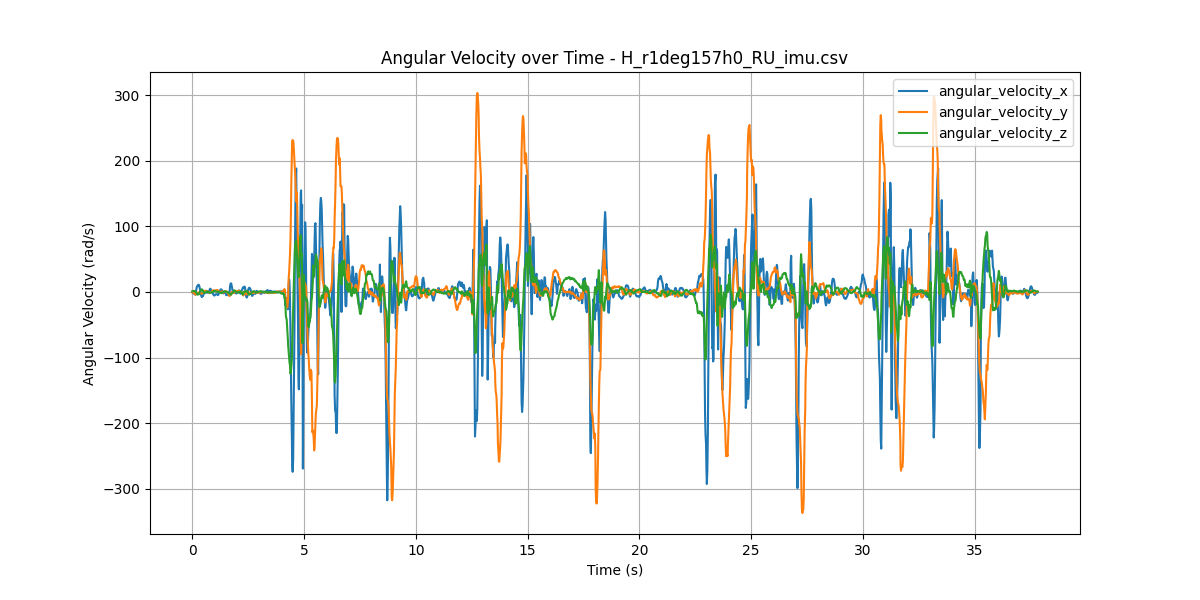 Angular Velocity over Time - H_r1deg157h0_RU_imu.csv
angular_velocity_x
angular_velocity_y
angular_velocity_z
Angular Velocity (rad/s)
300
200
100
0
−100
−200
−300
0 5 10 15 20 25 30 35
Time (s)